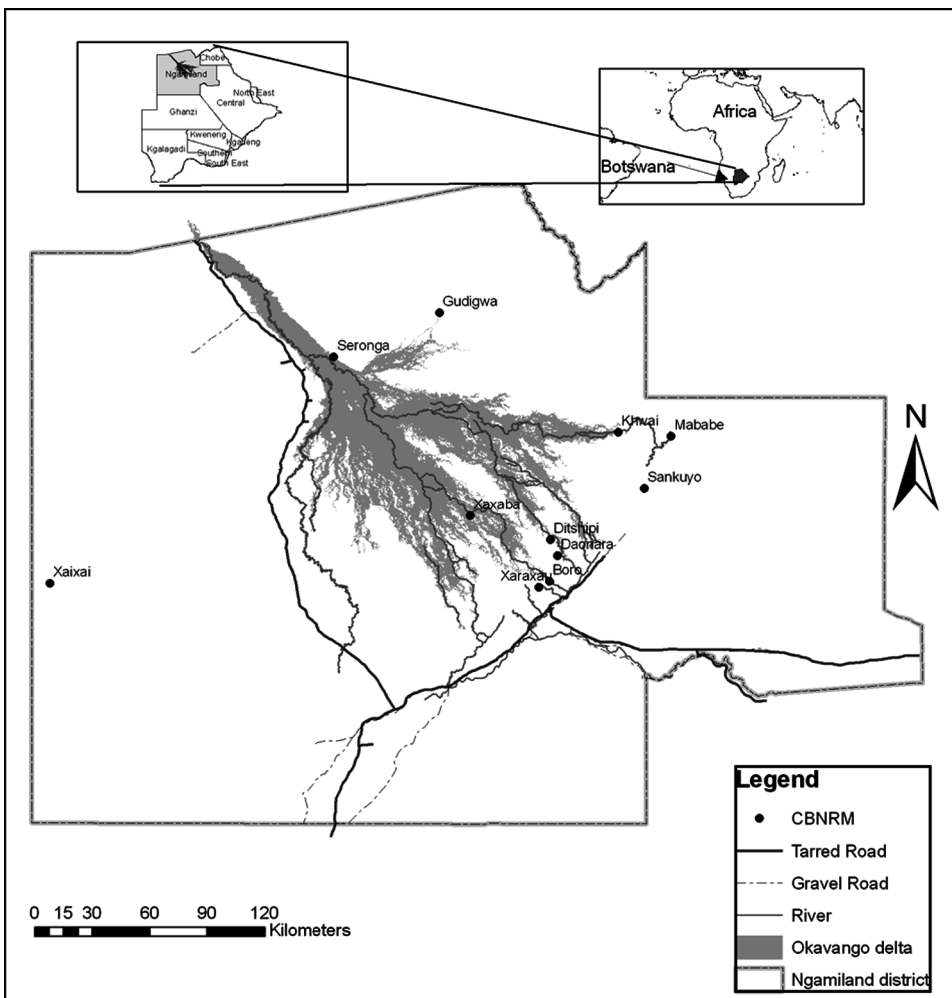 Chobe
Ngamiland
North East
Central
Ghanzi
Kweneng
Kgatleng
Kgalagadi
Southern
South East
Africa
Botswana
Gudigwa
Seronga
N
Khwai
Mababe
Sankuyo
Xaxaba
Ditshipi
Daonara
Boro
Xaraxau
Xaixai
Legend
CBNRM
Tarred Road
Gravel Road
River
Okavango delta
Ngamiland district
0 15 30 60 90 120
Kilometers